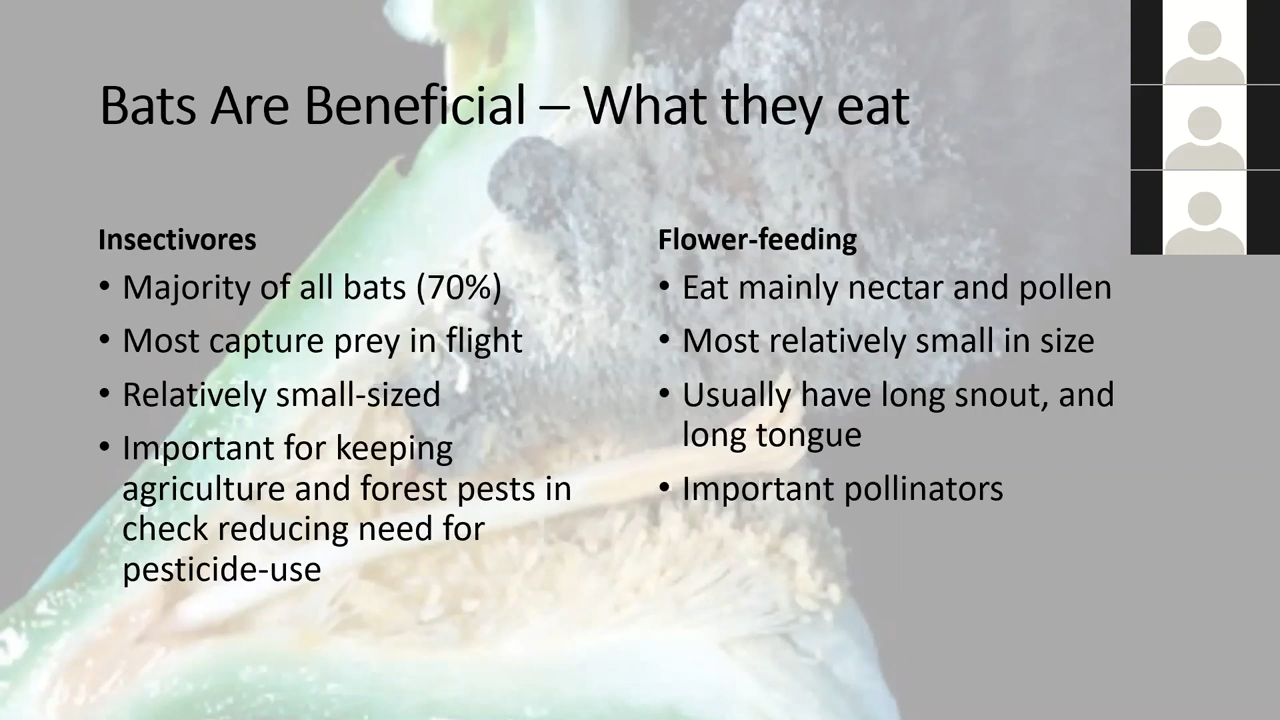 Bats Are Beneficial – What they eat
Insectivores
• Majority of all bats (70%)
• Most capture prey in flight
• Relatively small-sized
• Important for keeping
agriculture and forest pests in
check reducing need for
pesticide-use
Flower-feeding
• Eat mainly nectar and pollen
• Most relatively small in size
• Usually have long snout, and
long tongue
• Important pollinators